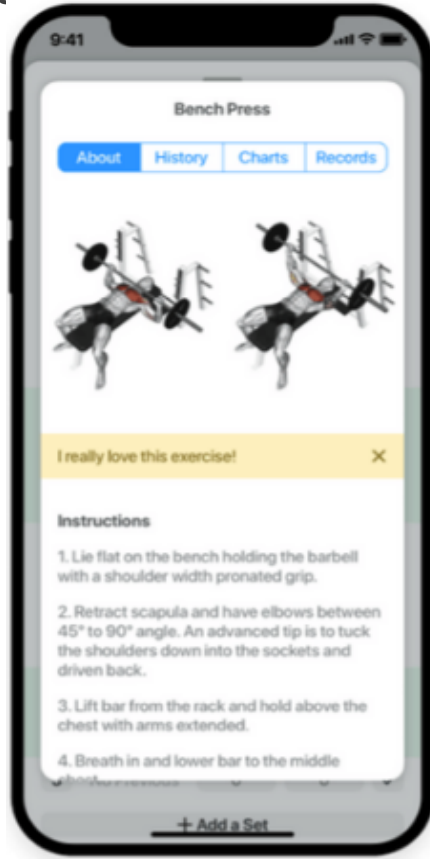 9:41
Bench Press
About History Charts Records
I really love this exercise!
Instructions
1. Lie flat on the bench holding the barbell
with a shoulder width pronated grip.
2. Retract scapula and have elbows between
45° to 90° angle. An advanced tip is to tuck
the shoulders down into the sockets and
driven back.
3. Lift bar from the rack and hold above the
chest with arms extended.
4. Breath in and lower bar to the middle
chest
No Previous
+ Add a Set